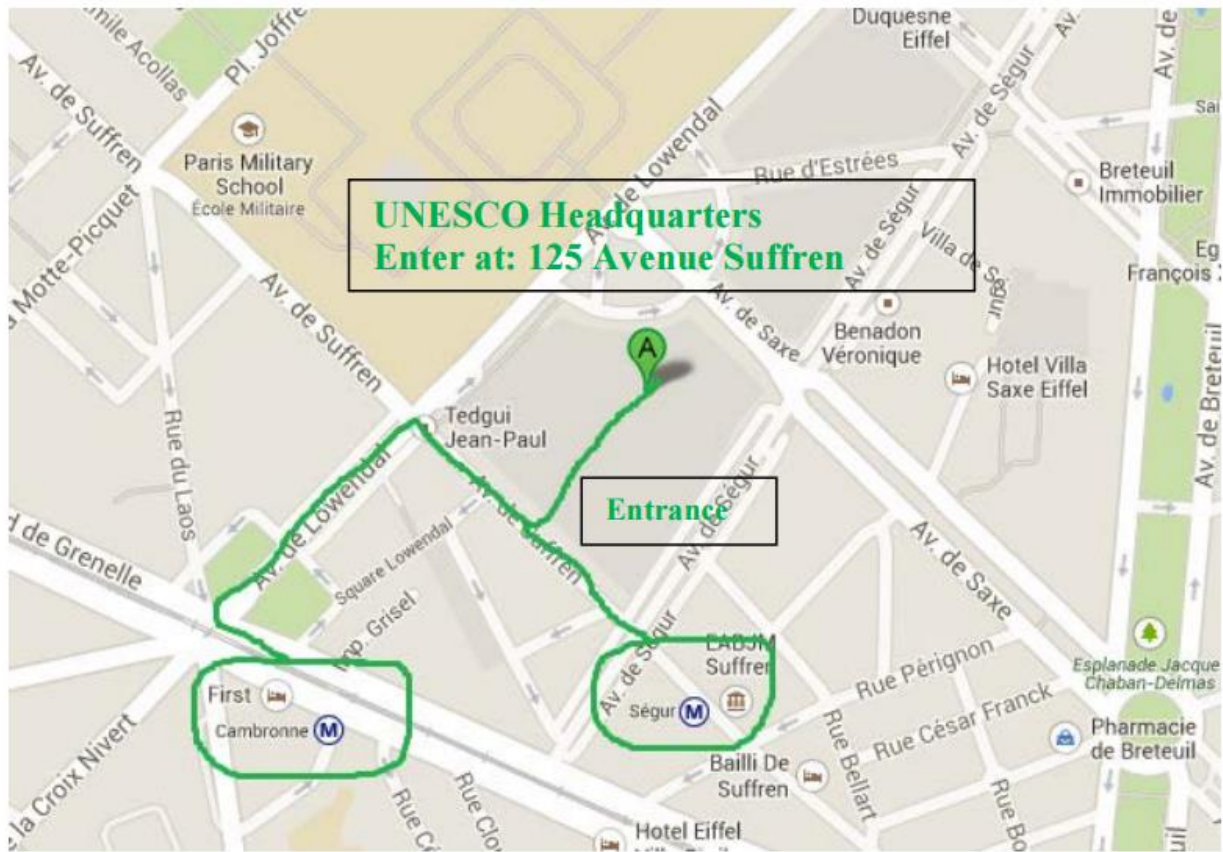 Duquesne
Eiffel
Av. de Ségur
Av. de
Pl. Joffre
Av. de Suffren
Paris Military
School
École Militaire
Av. de Lowendal
Rue d'Estrées
Breteuil
Immobilier
UNESCO Headquarters
Enter at: 125 Avenue Suffren
Motte-Picquet
Av. de Suffren
Av. de Ségur
Villa de Ségur
Av. de Saxe
Benadon
Véronique
Hotel Villa
Saxe Eiffel
A
Av. de Breteuil
Tedgui
Jean-Paul
Rue du Laos
Av. de Lowendal
Av. de Suffren
Entrance
Av. de Ségur
d de Grenelle
Square Lowendal
Imp. Grisel
Av. de Saxe
EABJM
Suffren
Av. de Ségur
Rue Pérignon
Esplanade Jacque
Chaban-Delmas
First
Cambronne M
Ségur M
Rue César Franck
Rue Bellart
Pharmacie
de Breteuil
Bailli De
Suffren
e la Croix Nivert
Hotel Eiffel